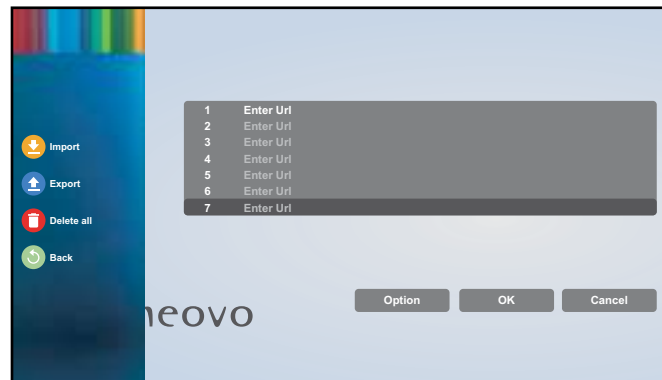 1 Enter Url
2 Enter Url
3 Enter Url
4 Enter Url
5 Enter Url
6 Enter Url
7 Enter Url
Import
Export
Delete all
Back
Option OK Cancel
neovo